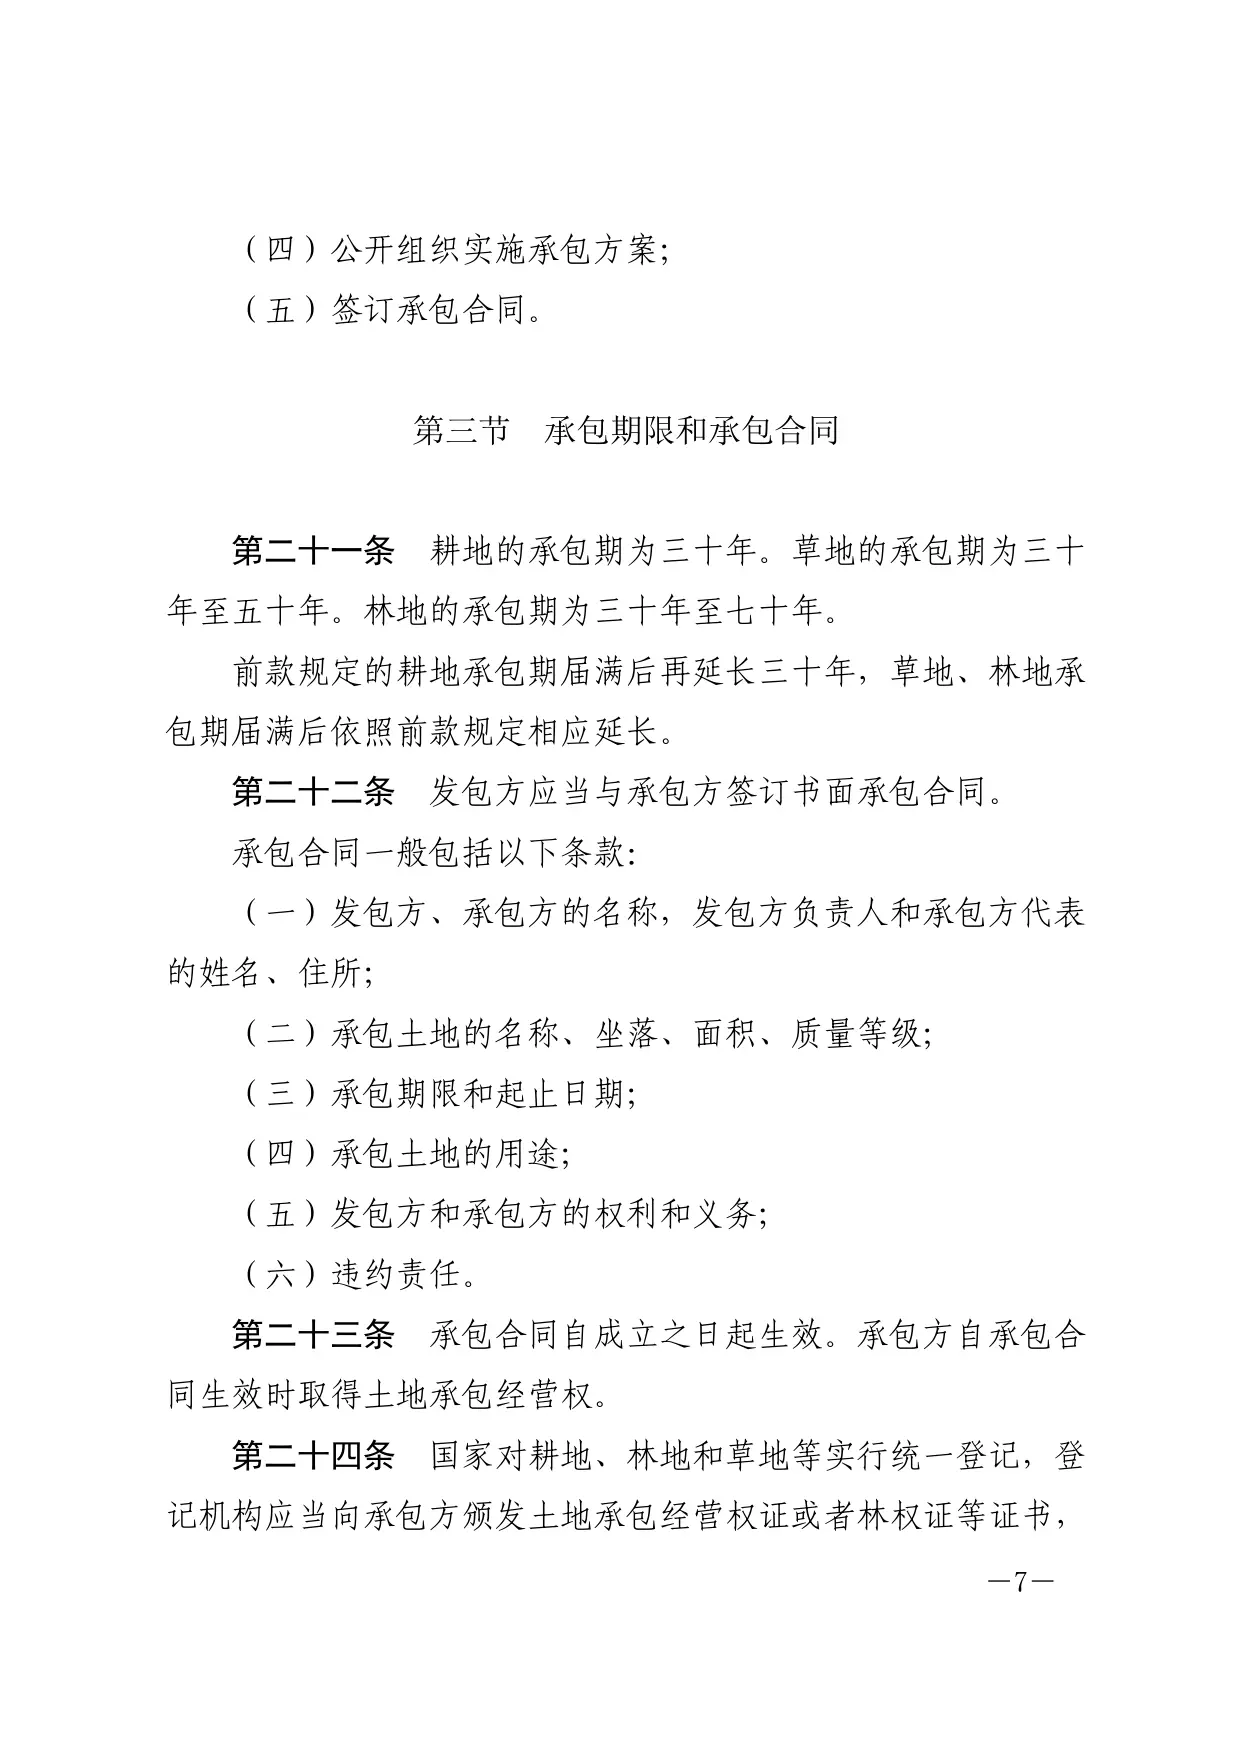 （四）公开组织实施承包方案；
（五）签订承包合同。
第三节　承包期限和承包合同
第二十一条　耕地的承包期为三十年。草地的承包期为三十
年至五十年。林地的承包期为三十年至七十年。
前款规定的耕地承包期届满后再延长三十年，草地、林地承
包期届满后依照前款规定相应延长。
第二十二条　发包方应当与承包方签订书面承包合同。
承包合同一般包括以下条款：
（一）发包方、承包方的名称，发包方负责人和承包方代表
的姓名、住所；
（二）承包土地的名称、坐落、面积、质量等级；
（三）承包期限和起止日期；
（四）承包土地的用途；
（五）发包方和承包方的权利和义务；
（六）违约责任。
第二十三条　承包合同自成立之日起生效。承包方自承包合
同生效时取得土地承包经营权。
第二十四条　国家对耕地、林地和草地等实行统一登记，登
记机构应当向承包方颁发土地承包经营权证或者林权证等证书，
—7—